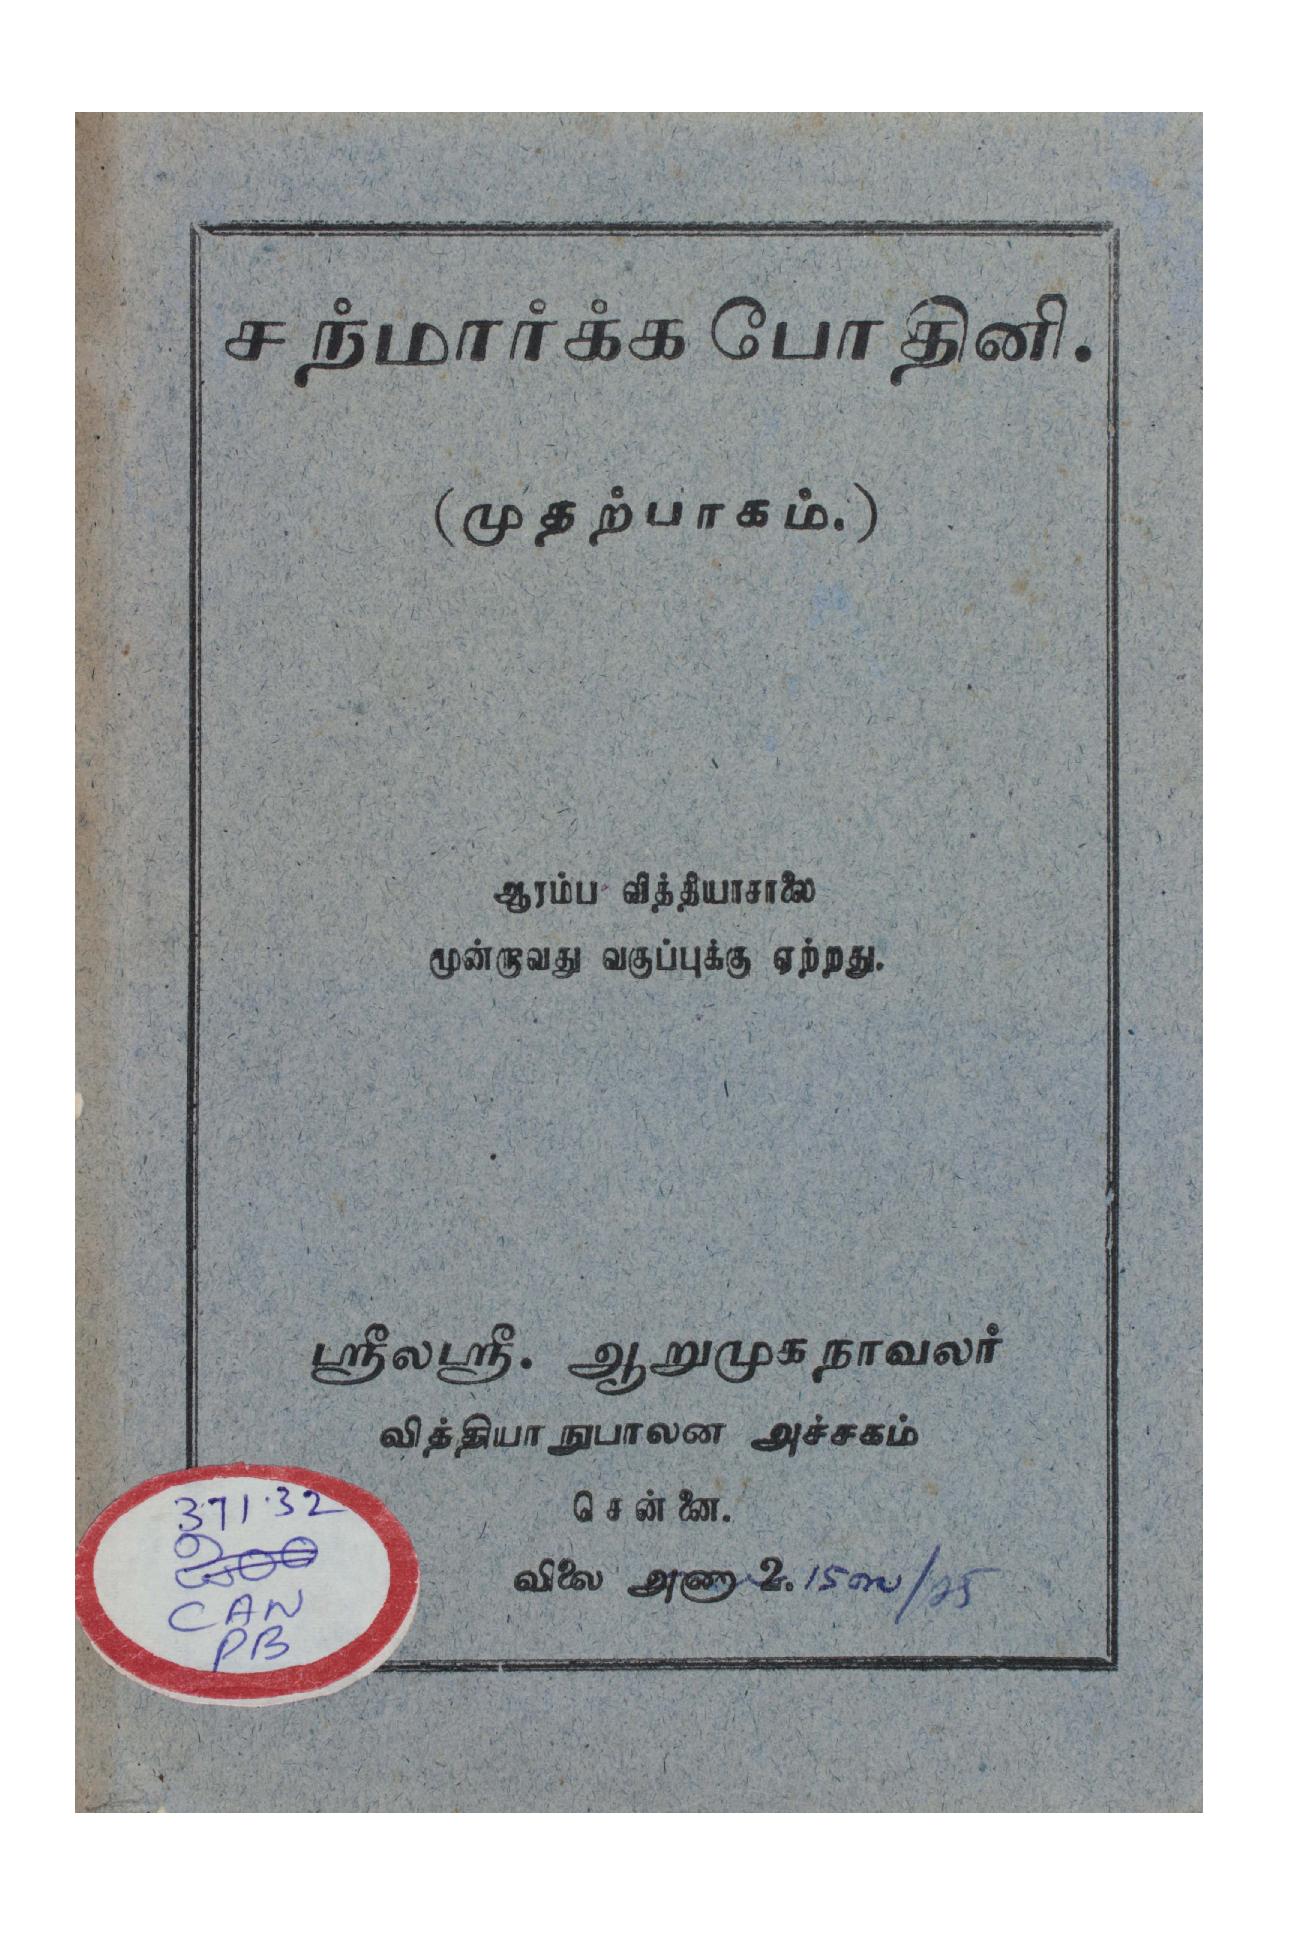 சந்மார்க்க போதினி.
(முதற்பாகம்.)
ஆரம்ப வித்தியாசாலை
மூன்றாவது வகுப்புக்கு ஏற்றது.
ஸ்ரீலஸ்ரீ. ஆறுமுகநாவலர்
வித்தியாநுபாலன அச்சகம்
சென்னை.
விலை அணா 2. 15
371.32
CAN
PB